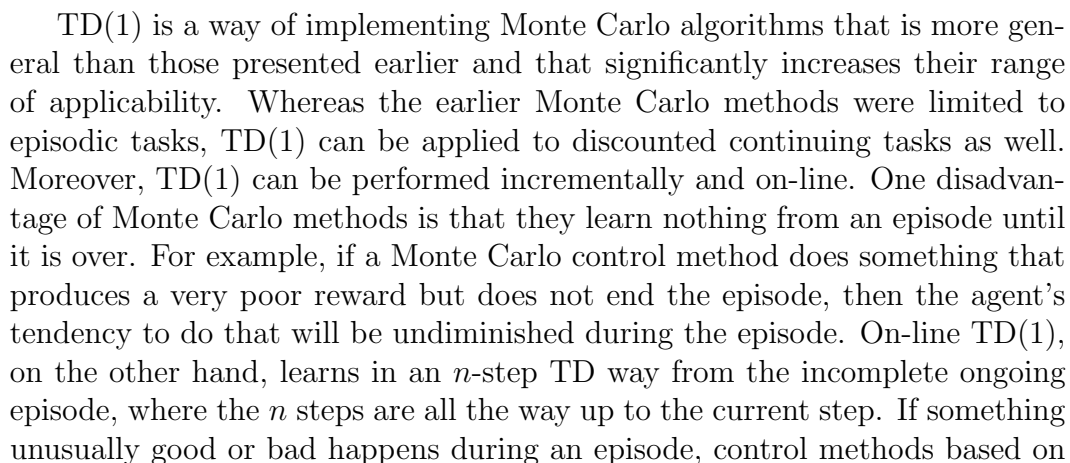 TD(1) is a way of implementing Monte Carlo algorithms that is more gen-
eral than those presented earlier and that significantly increases their range
of applicability. Whereas the earlier Monte Carlo methods were limited to
episodic tasks, TD(1) can be applied to discounted continuing tasks as well.
Moreover, TD(1) can be performed incrementally and on-line. One disadvan-
tage of Monte Carlo methods is that they learn nothing from an episode until
it is over. For example, if a Monte Carlo control method does something that
produces a very poor reward but does not end the episode, then the agent's
tendency to do that will be undiminished during the episode. On-line TD(1),
on the other hand, learns in an n-step TD way from the incomplete ongoing
episode, where the n steps are all the way up to the current step. If something
unusually good or bad happens during an episode, control methods based on